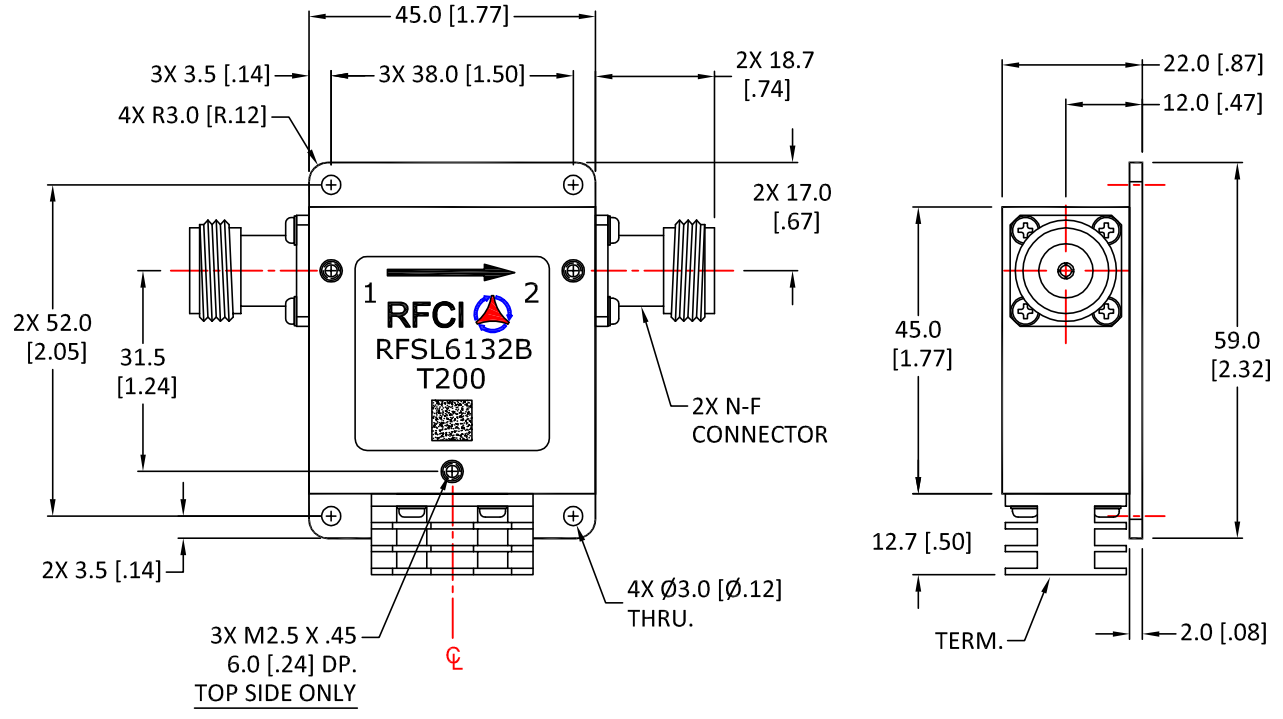 45.0 [1.77]
3X 3.5 [.14]
3X 38.0 [1.50]
2X 18.7
[.74]
4X R3.0 [R.12]
2X 17.0
[.67]
22.0 [.87]
12.0 [.47]
1
2
RFCI
RFSL6132B
T200
2X 52.0
[2.05]
31.5
[1.24]
2X N-F
CONNECTOR
45.0
[1.77]
59.0
[2.32]
2X 3.5 [.14]
12.7 [.50]
4X Ø3.0 [Ø.12]
THRU.
3X M2.5 X .45
6.0 [.24] DP.
TOP SIDE ONLY
℄
TERM.
2.0 [.08]